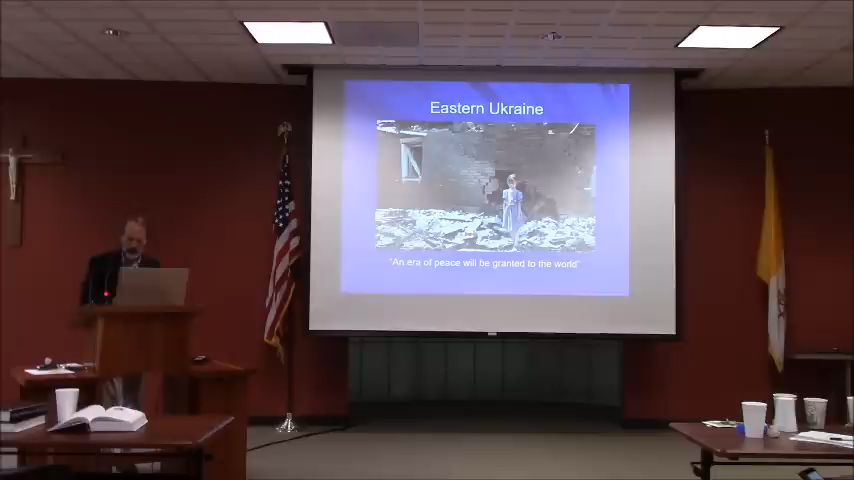 Eastern Ukraine
"An era of peace will be granted to the world"